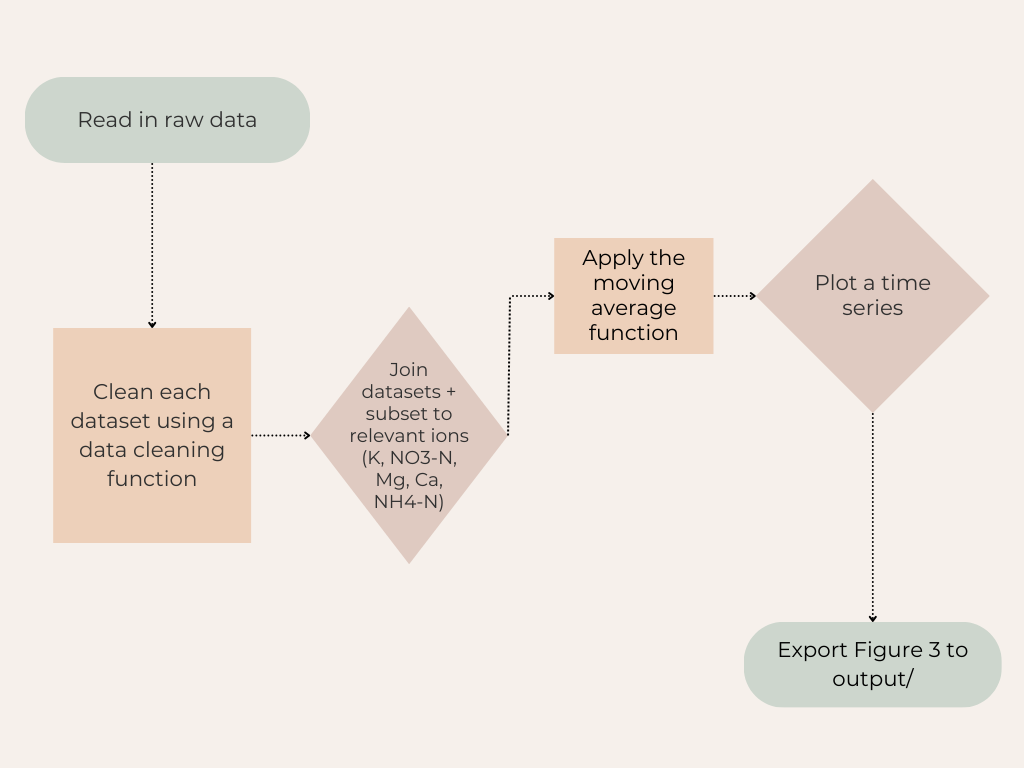 Read in raw data
Clean each
dataset using a
data cleaning
function
Join
datasets +
subset to
relevant ions
(K, NO3-N,
Mg, Ca,
NH4-N)
Apply the
moving
average
function
Plot a time
series
Export Figure 3 to
output/